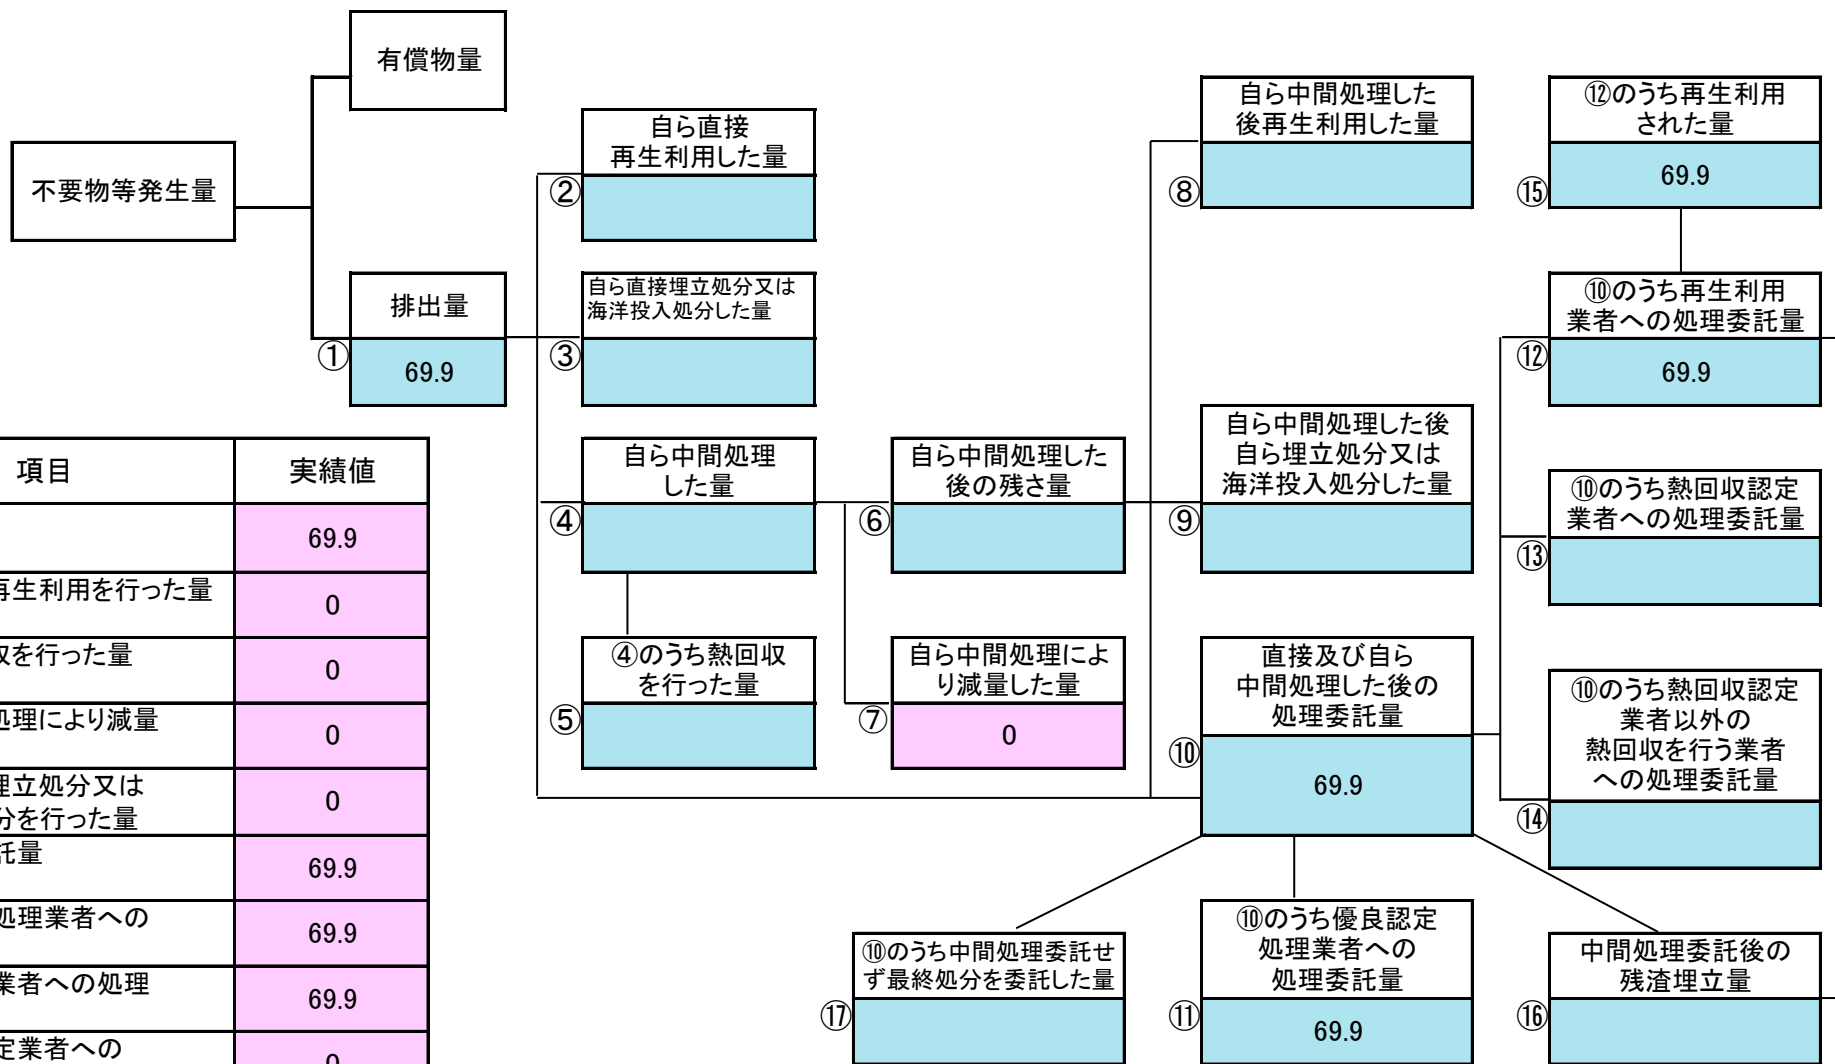 有償物量
不要物等発生量
排出量
①
69.9
自ら直接
再生利用した量
②
自ら直接埋立処分又は
海洋投入処分した量
③
自ら中間処理
した量
④
④のうち熱回収
を行った量
⑤
自ら中間処理した
後の残さ量
⑥
自ら中間処理によ
り減量した量
⑦
0
自ら中間処理した
後再生利用した量
⑧
自ら中間処理した後
自ら埋立処分又は
海洋投入処分した量
⑨
直接及び自ら
中間処理した後の
処理委託量
⑩
69.9
⑫のうち再生利用
された量
⑮
69.9
⑩のうち再生利用
業者への処理委託量
⑫
69.9
⑩のうち熱回収認定
業者への処理委託量
⑬
⑩のうち熱回収認定
業者以外の
熱回収を行う業者
への処理委託量
⑭
⑩のうち中間処理委託せ
ず最終処分を委託した量
⑰
⑩のうち優良認定
処理業者への
処理委託量
⑪
69.9
中間処理委託後の
残渣埋立量
⑯
項目 実績値
69.9
再生利用を行った量 0
収を行った量 0
処理により減量 0
埋立処分又は
分を行った量 0
託量 69.9
処理業者への 69.9
業者への処理 69.9
定業者への 0